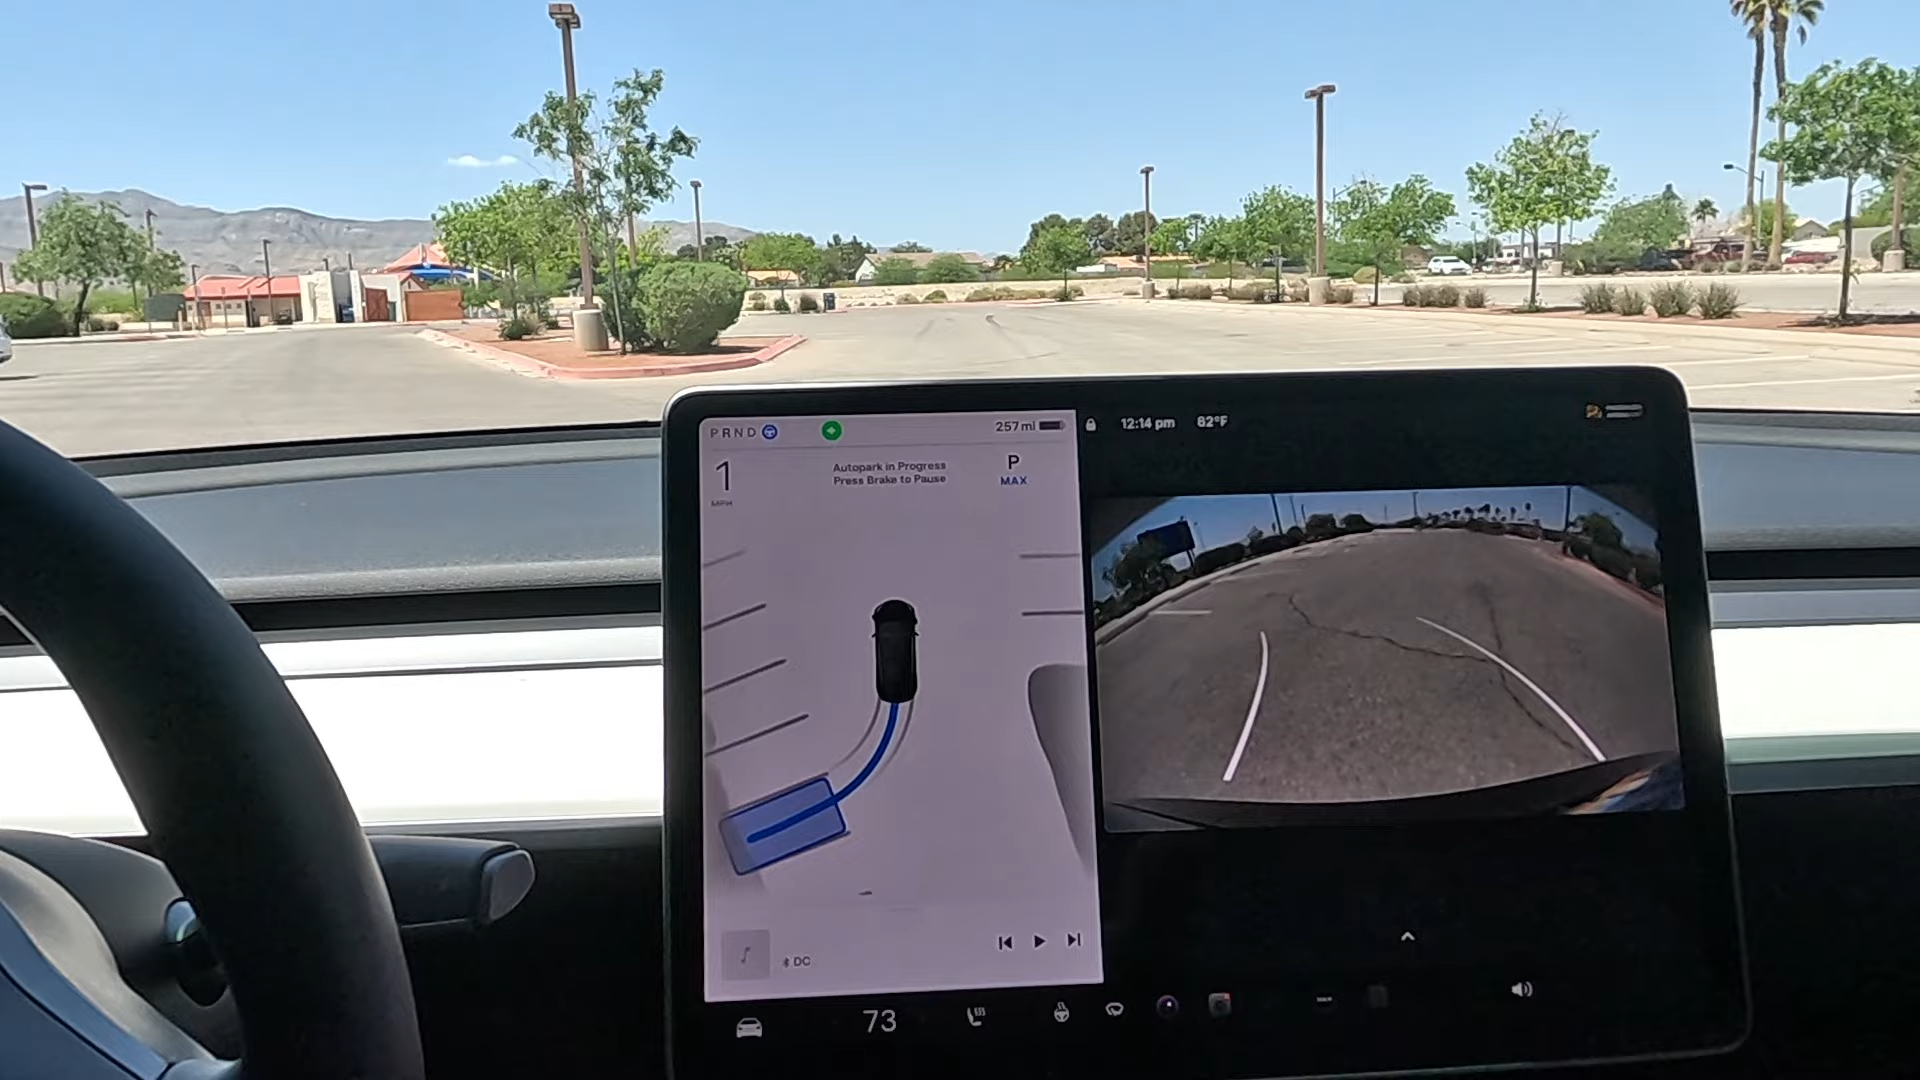 PRND
257 mi
12:14 pm
82°F
1
MPH
Autopark in Progress
Press Brake to Pause
P
MAX
DC
73